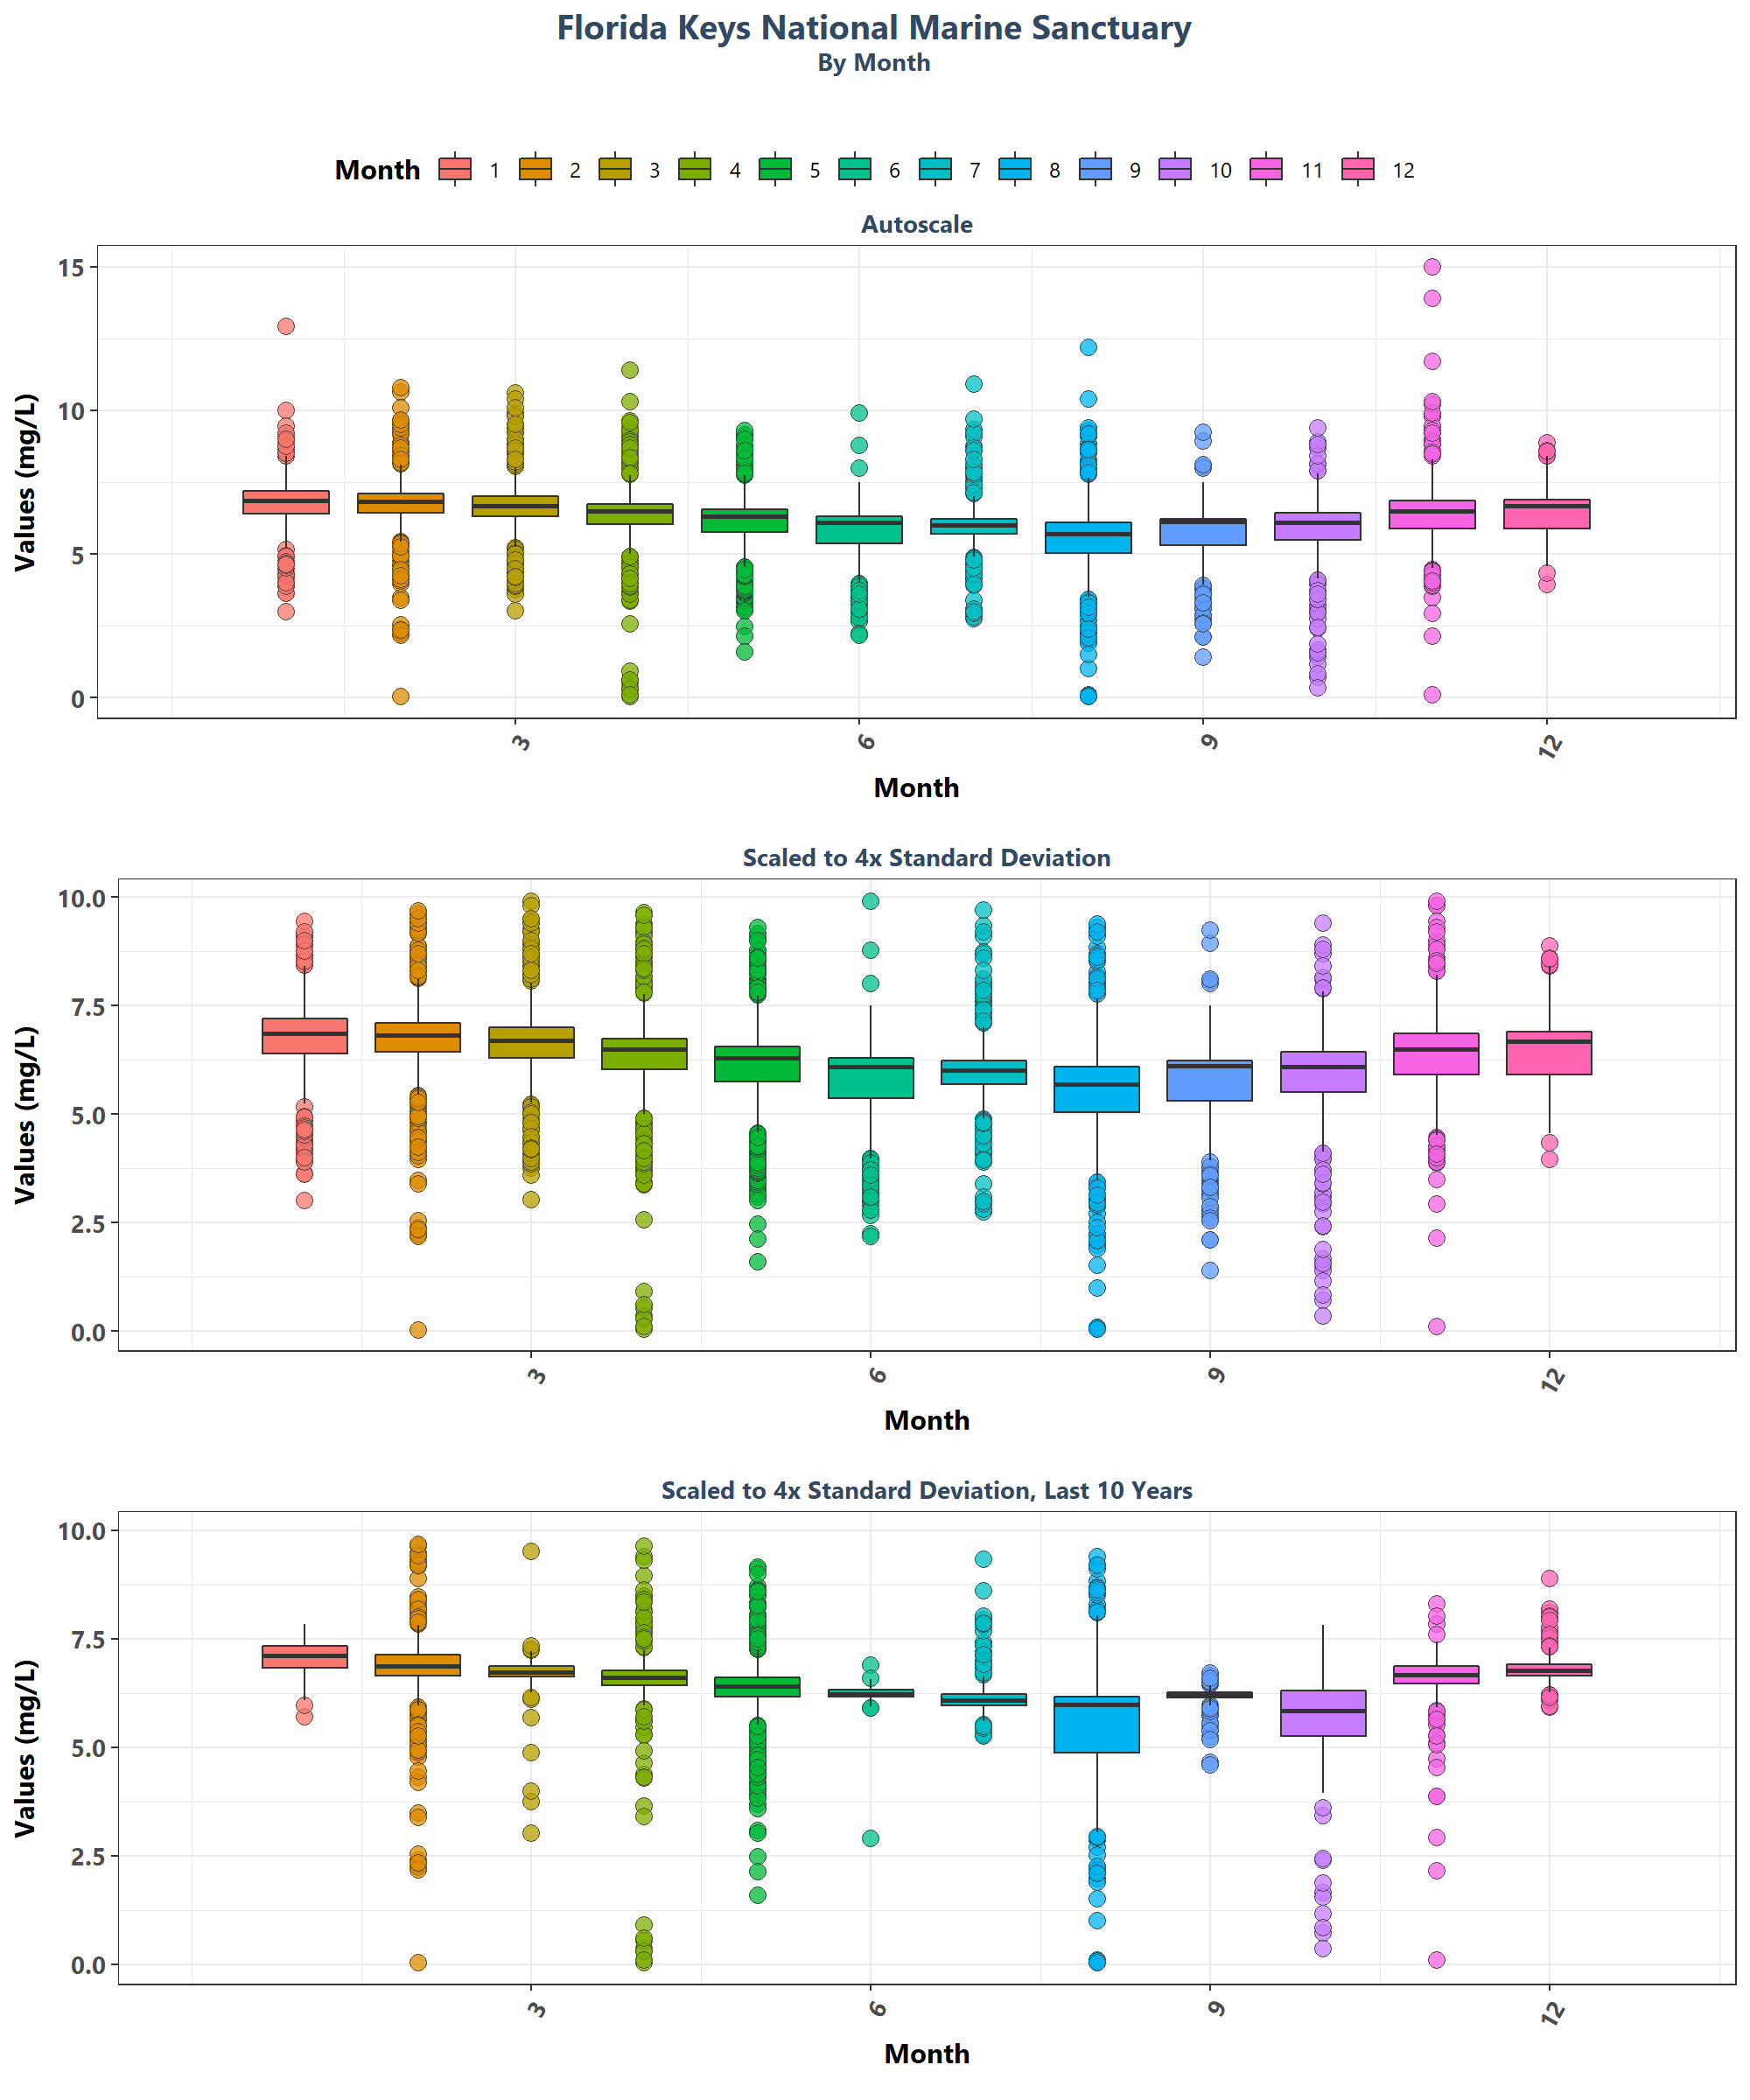 Florida Keys National Marine Sanctuary
By Month
Month 1 2 3 4 5 6 7 8 9 10 11 12
Autoscale
Values (mg/L)
15
10
5
0
3 6 9 12
Month
Scaled to 4x Standard Deviation
Values (mg/L)
10.0
7.5
5.0
2.5
0.0
3 6 9 12
Month
Scaled to 4x Standard Deviation, Last 10 Years
Values (mg/L)
10.0
7.5
5.0
2.5
0.0
3 6 9 12
Month